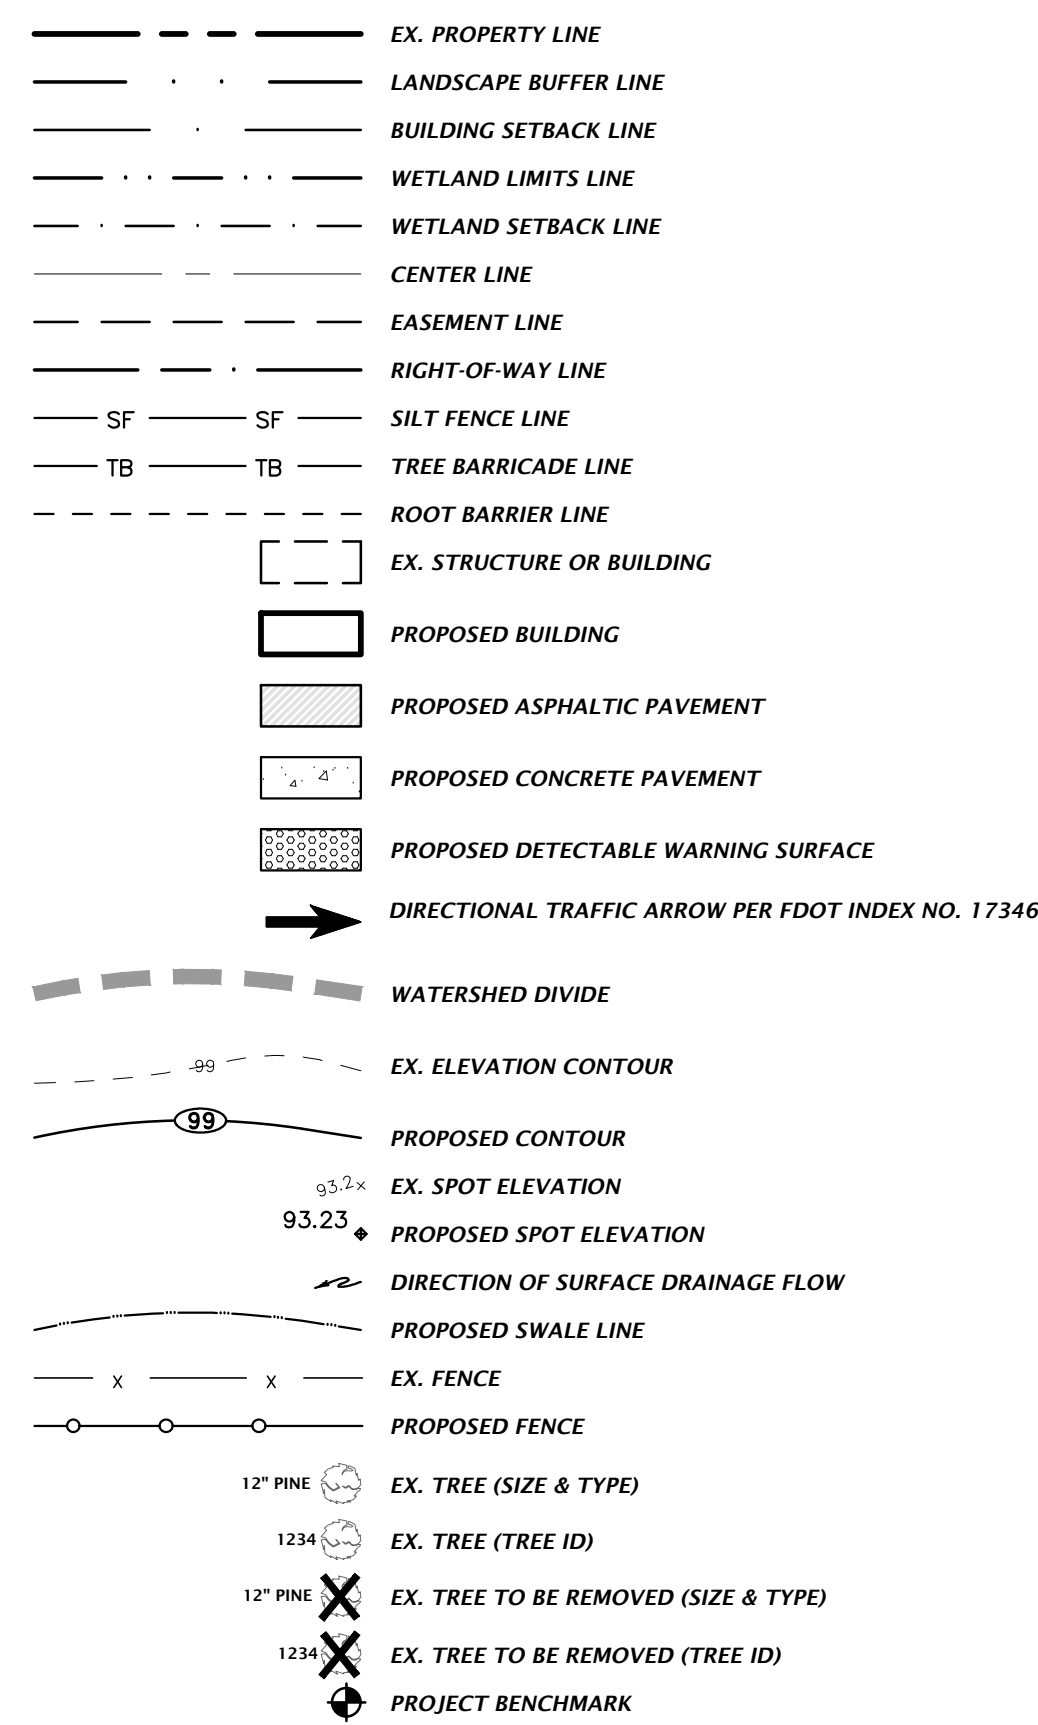 EX. PROPERTY LINE
LANDSCAPE BUFFER LINE
BUILDING SETBACK LINE
WETLAND LIMITS LINE
WETLAND SETBACK LINE
CENTER LINE
EASEMENT LINE
RIGHT-OF-WAY LINE
SF SF SILT FENCE LINE
TB TB TREE BARRICADE LINE
ROOT BARRIER LINE
EX. STRUCTURE OR BUILDING
PROPOSED BUILDING
PROPOSED ASPHALTIC PAVEMENT
PROPOSED CONCRETE PAVEMENT
PROPOSED DETECTABLE WARNING SURFACE
DIRECTIONAL TRAFFIC ARROW PER FDOT INDEX NO. 17346
WATERSHED DIVIDE
99 EX. ELEVATION CONTOUR
99 PROPOSED CONTOUR
93.2x EX. SPOT ELEVATION
93.23 PROPOSED SPOT ELEVATION
DIRECTION OF SURFACE DRAINAGE FLOW
PROPOSED SWALE LINE
x x EX. FENCE
PROPOSED FENCE
12" PINE EX. TREE (SIZE & TYPE)
1234 EX. TREE (TREE ID)
12" PINE EX. TREE TO BE REMOVED (SIZE & TYPE)
1234 EX. TREE TO BE REMOVED (TREE ID)
PROJECT BENCHMARK